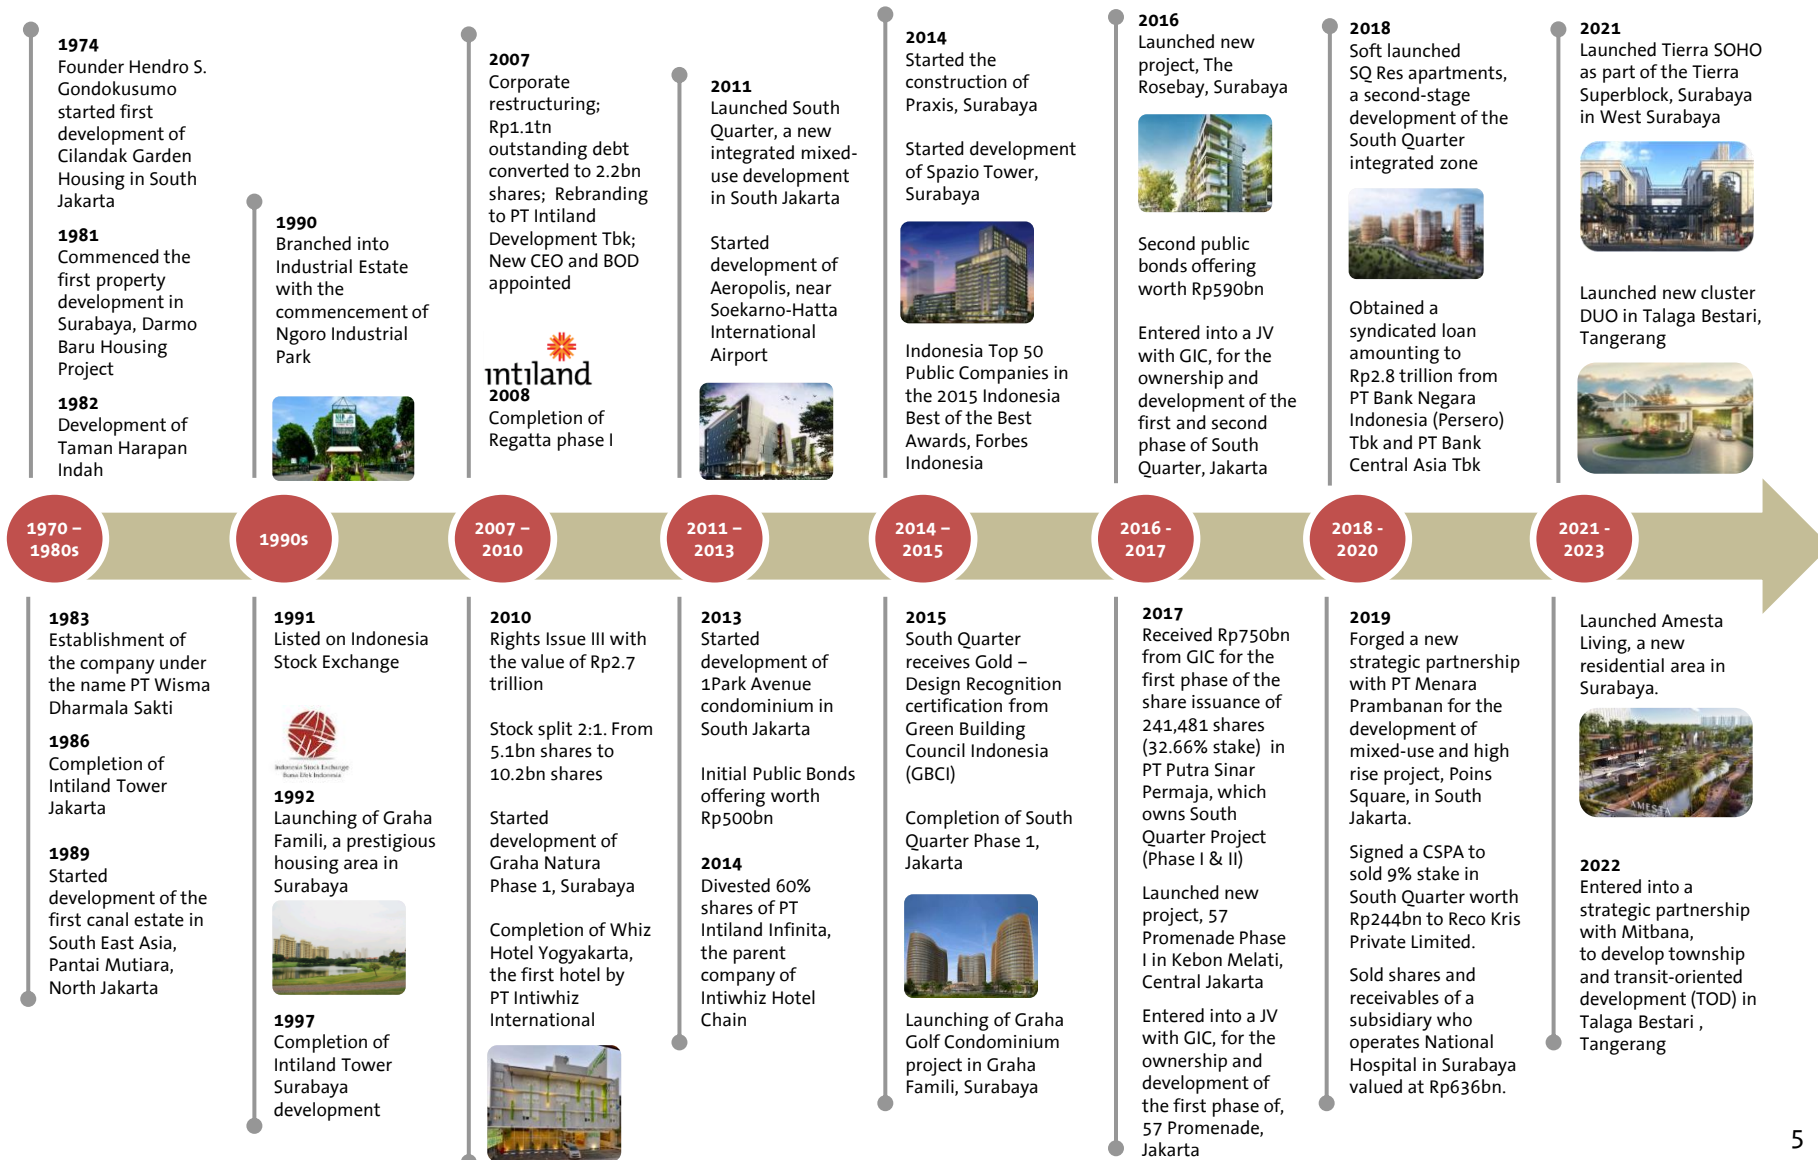 1974
Founder Hendro S.
Gondokusumo
started first
development of
Cilandak Garden
Housing in South
Jakarta
1981
Commenced the
first property
development in
Surabaya, Darmo
Baru Housing
Project
1982
Development of
Taman Harapan
Indah
1990
Branched into
Industrial Estate
with the
commencement of
Ngoro Industrial
Park
2007
Corporate
restructuring;
Rp1.1tn
outstanding debt
converted to 2.2bn
shares; Rebranding
to PT Intiland
Development Tbk;
New CEO and BOD
appointed
intiland
2008
Completion of
Regatta phase I
2011
Launched South
Quarter, a new
integrated mixed-
use development
in South Jakarta
Started
development of
Aeropolis, near
Soekarno-Hatta
International
Airport
2014
Started the
construction of
Praxis, Surabaya
Started development
of Spazio Tower,
Surabaya
Indonesia Top 50
Public Companies in
the 2015 Indonesia
Best of the Best
Awards, Forbes
Indonesia
2016
Launched new
project, The
Rosebay, Surabaya
Second public
bonds offering
worth Rp590bn
Entered into a JV
with GIC, for the
ownership and
development of the
first and second
phase of South
Quarter, Jakarta
2018
Soft launched
SQ Res apartments,
a second-stage
development of the
South Quarter
integrated zone
Obtained a
syndicated loan
amounting to
Rp2.8 trillion from
PT Bank Negara
Indonesia (Persero)
Tbk and PT Bank
Central Asia Tbk
2021
Launched Tierra SOHO
as part of the Tierra
Superblock, Surabaya
in West Surabaya
Launched new cluster
DUO in Talaga Bestari,
Tangerang
1970 –
1980s
1990s
2007 –
2010
2011 –
2013
2014 –
2015
2016 -
2017
2018 -
2020
2021 -
2023
1983
Establishment of
the company under
the name PT Wisma
Dharmala Sakti
1986
Completion of
Intiland Tower
Jakarta
1989
Started
development of the
first canal estate in
South East Asia,
Pantai Mutiara,
North Jakarta
1991
Listed on Indonesia
Stock Exchange
Indonesia Stock Exchange
Bursa Efek Indonesia
1992
Launching of Graha
Famili, a prestigious
housing area in
Surabaya
1997
Completion of
Intiland Tower
Surabaya
development
2010
Rights Issue III with
the value of Rp2.7
trillion
Stock split 2:1. From
5.1bn shares to
10.2bn shares
Started
development of
Graha Natura
Phase 1, Surabaya
Completion of Whiz
Hotel Yogyakarta,
the first hotel by
PT Intiwhiz
International
2013
Started
development of
1Park Avenue
condominium in
South Jakarta
Initial Public Bonds
offering worth
Rp500bn
2014
Divested 60%
shares of PT
Intiland Infinita,
the parent
company of
Intiwhiz Hotel
Chain
2015
South Quarter
receives Gold –
Design Recognition
certification from
Green Building
Council Indonesia
(GBCI)
Completion of South
Quarter Phase 1,
Jakarta
Launching of Graha
Golf Condominium
project in Graha
Famili, Surabaya
2017
Received Rp750bn
from GIC for the
first phase of the
share issuance of
241,481 shares
(32.66% stake) in
PT Putra Sinar
Permaja, which
owns South
Quarter Project
(Phase I & II)
Launched new
project, 57
Promenade Phase
I in Kebon Melati,
Central Jakarta
Entered into a JV
with GIC, for the
ownership and
development of
the first phase of,
57 Promenade,
Jakarta
2019
Forged a new
strategic partnership
with PT Menara
Prambanan for the
development of
mixed-use and high
rise project, Poins
Square, in South
Jakarta.
Signed a CSPA to
sold 9% stake in
South Quarter worth
Rp244bn to Reco Kris
Private Limited.
Sold shares and
receivables of a
subsidiary who
operates National
Hospital in Surabaya
valued at Rp636bn.
Launched Amesta
Living, a new
residential area in
Surabaya.
AMESTA
2022
Entered into a
strategic partnership
with Mitbana,
to develop township
and transit-oriented
development (TOD) in
Talaga Bestari ,
Tangerang
5